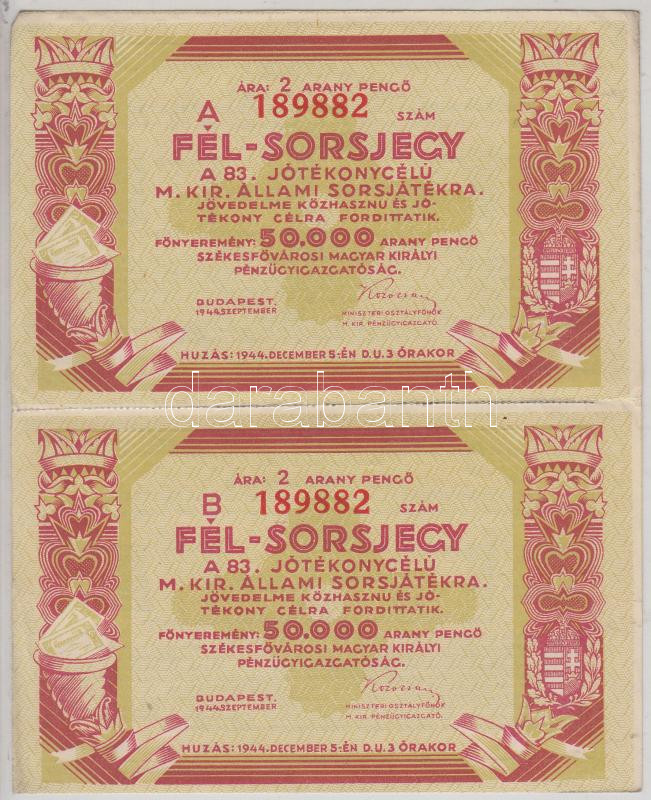 ÁRA: 2 ARANY PENGŐ
A 189882 SZÁM
FÉL-SORSJEGY
A 83. JÓTÉKONYCÉLÚ
M. KIR. ÁLLAMI SORSJÁTÉKRA.
JÖVEDELME KÖZHASZNU ÉS JÓ-
TÉKONY CÉLRA FORDITTATIK.
FŐNYEREMÉNY: 50.000 ARANY PENGŐ
SZÉKESFŐVÁROSI MAGYAR KIRÁLYI
PÉNZÜGYIGAZGATÓSÁG.
BUDAPEST.
1944.SZEPTEMBER
MINISZTERI OSZTÁLYFŐNÖK
M. KIR. PÉNZÜGYIGAZGATÓ.
HUZÁS: 1944.DECEMBER 5-ÉN D.U.3 ÓRAKOR
darabanth
ÁRA: 2 ARANY PENGŐ
B 189882 SZÁM
FÉL-SORSJEGY
A 83. JÓTÉKONYCÉLÚ
M. KIR. ÁLLAMI SORSJÁTÉKRA.
JÖVEDELME KÖZHASZNU ÉS JÓ-
TÉKONY CÉLRA FORDITTATIK.
FŐNYEREMÉNY: 50.000 ARANY PENGŐ
SZÉKESFŐVÁROSI MAGYAR KIRÁLYI
PÉNZÜGYIGAZGATÓSÁG.
BUDAPEST.
1944.SZEPTEMBER
MINISZTERI OSZTÁLYFŐNÖK
M. KIR. PÉNZÜGYIGAZGATÓ.
HUZÁS: 1944.DECEMBER 5-ÉN D.U.3 ÓRAKOR